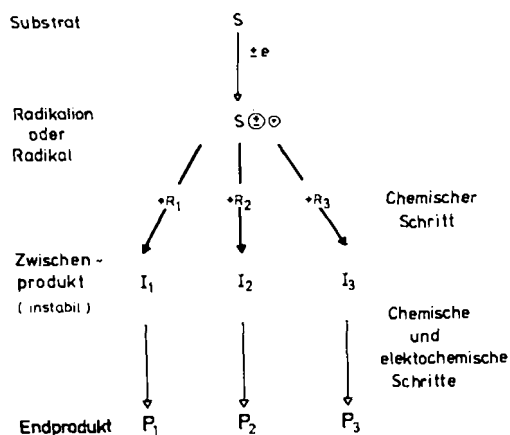 Substrat S
± e
Radikalion S ⊕ ⊙
oder
Radikal
+R₁ +R₂ +R₃ Chemischer
Schritt
Zwischen-
produkt I₁ I₂ I₃
( instabil )
Chemische
und
elektochemische
Schritte
Endprodukt P₁ P₂ P₃